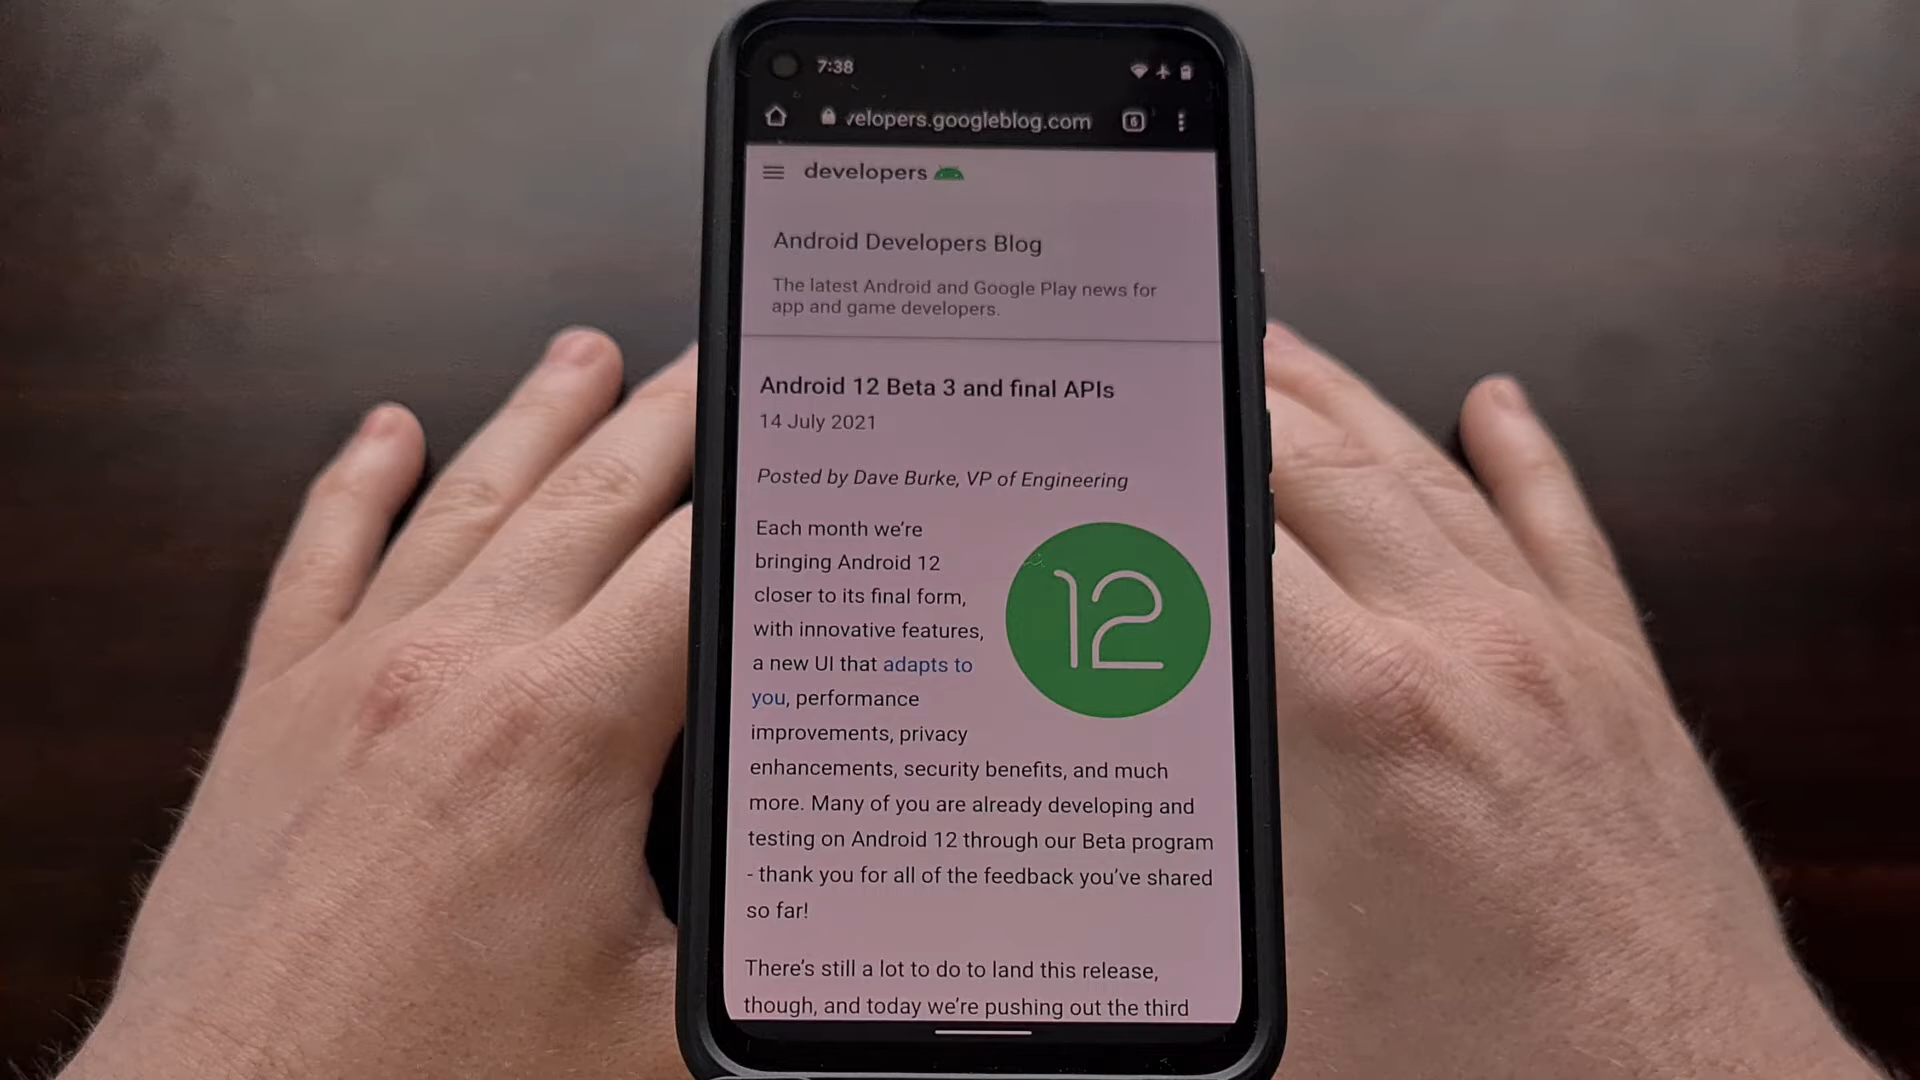 7:38
velopers.googleblog.com
6
developers
Android Developers Blog
The latest Android and Google Play news for
app and game developers.
Android 12 Beta 3 and final APIs
14 July 2021
Posted by Dave Burke, VP of Engineering
Each month we’re
bringing Android 12
closer to its final form,
with innovative features,
a new UI that adapts to
you, performance
improvements, privacy
12
enhancements, security benefits, and much
more. Many of you are already developing and
testing on Android 12 through our Beta program
- thank you for all of the feedback you’ve shared
so far!
There’s still a lot to do to land this release,
though, and today we’re pushing out the third